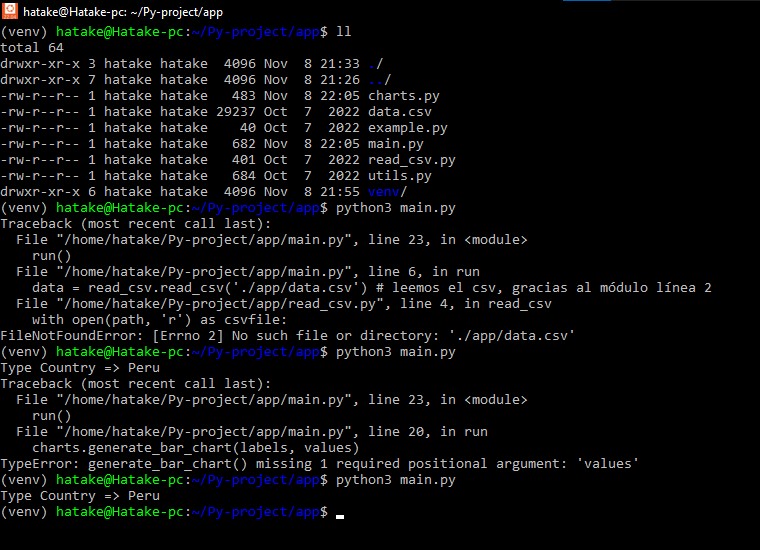 hatake@Hatake-pc: ~/Py-project/app
(venv) hatake@Hatake-pc:~/Py-project/app$ ll
total 64
drwxr-xr-x 3 hatake hatake  4096 Nov  8 21:33 ./
drwxr-xr-x 7 hatake hatake  4096 Nov  8 21:26 ../
-rw-r--r-- 1 hatake hatake   483 Nov  8 22:05 charts.py
-rw-r--r-- 1 hatake hatake 29237 Oct  7  2022 data.csv
-rw-r--r-- 1 hatake hatake    40 Oct  7  2022 example.py
-rw-r--r-- 1 hatake hatake   682 Nov  8 22:05 main.py
-rw-r--r-- 1 hatake hatake   401 Oct  7  2022 read_csv.py
-rw-r--r-- 1 hatake hatake   684 Oct  7  2022 utils.py
drwxr-xr-x 6 hatake hatake  4096 Nov  8 21:55 venv/
(venv) hatake@Hatake-pc:~/Py-project/app$ python3 main.py
Traceback (most recent call last):
  File "/home/hatake/Py-project/app/main.py", line 23, in <module>
    run()
  File "/home/hatake/Py-project/app/main.py", line 6, in run
    data = read_csv.read_csv('./app/data.csv') # leemos el csv, gracias al módulo línea 2
  File "/home/hatake/Py-project/app/read_csv.py", line 4, in read_csv
    with open(path, 'r') as csvfile:
FileNotFoundError: [Errno 2] No such file or directory: './app/data.csv'
(venv) hatake@Hatake-pc:~/Py-project/app$ python3 main.py
Type Country => Peru
Traceback (most recent call last):
  File "/home/hatake/Py-project/app/main.py", line 23, in <module>
    run()
  File "/home/hatake/Py-project/app/main.py", line 20, in run
    charts.generate_bar_chart(labels, values)
TypeError: generate_bar_chart() missing 1 required positional argument: 'values'
(venv) hatake@Hatake-pc:~/Py-project/app$ python3 main.py
Type Country => Peru
(venv) hatake@Hatake-pc:~/Py-project/app$